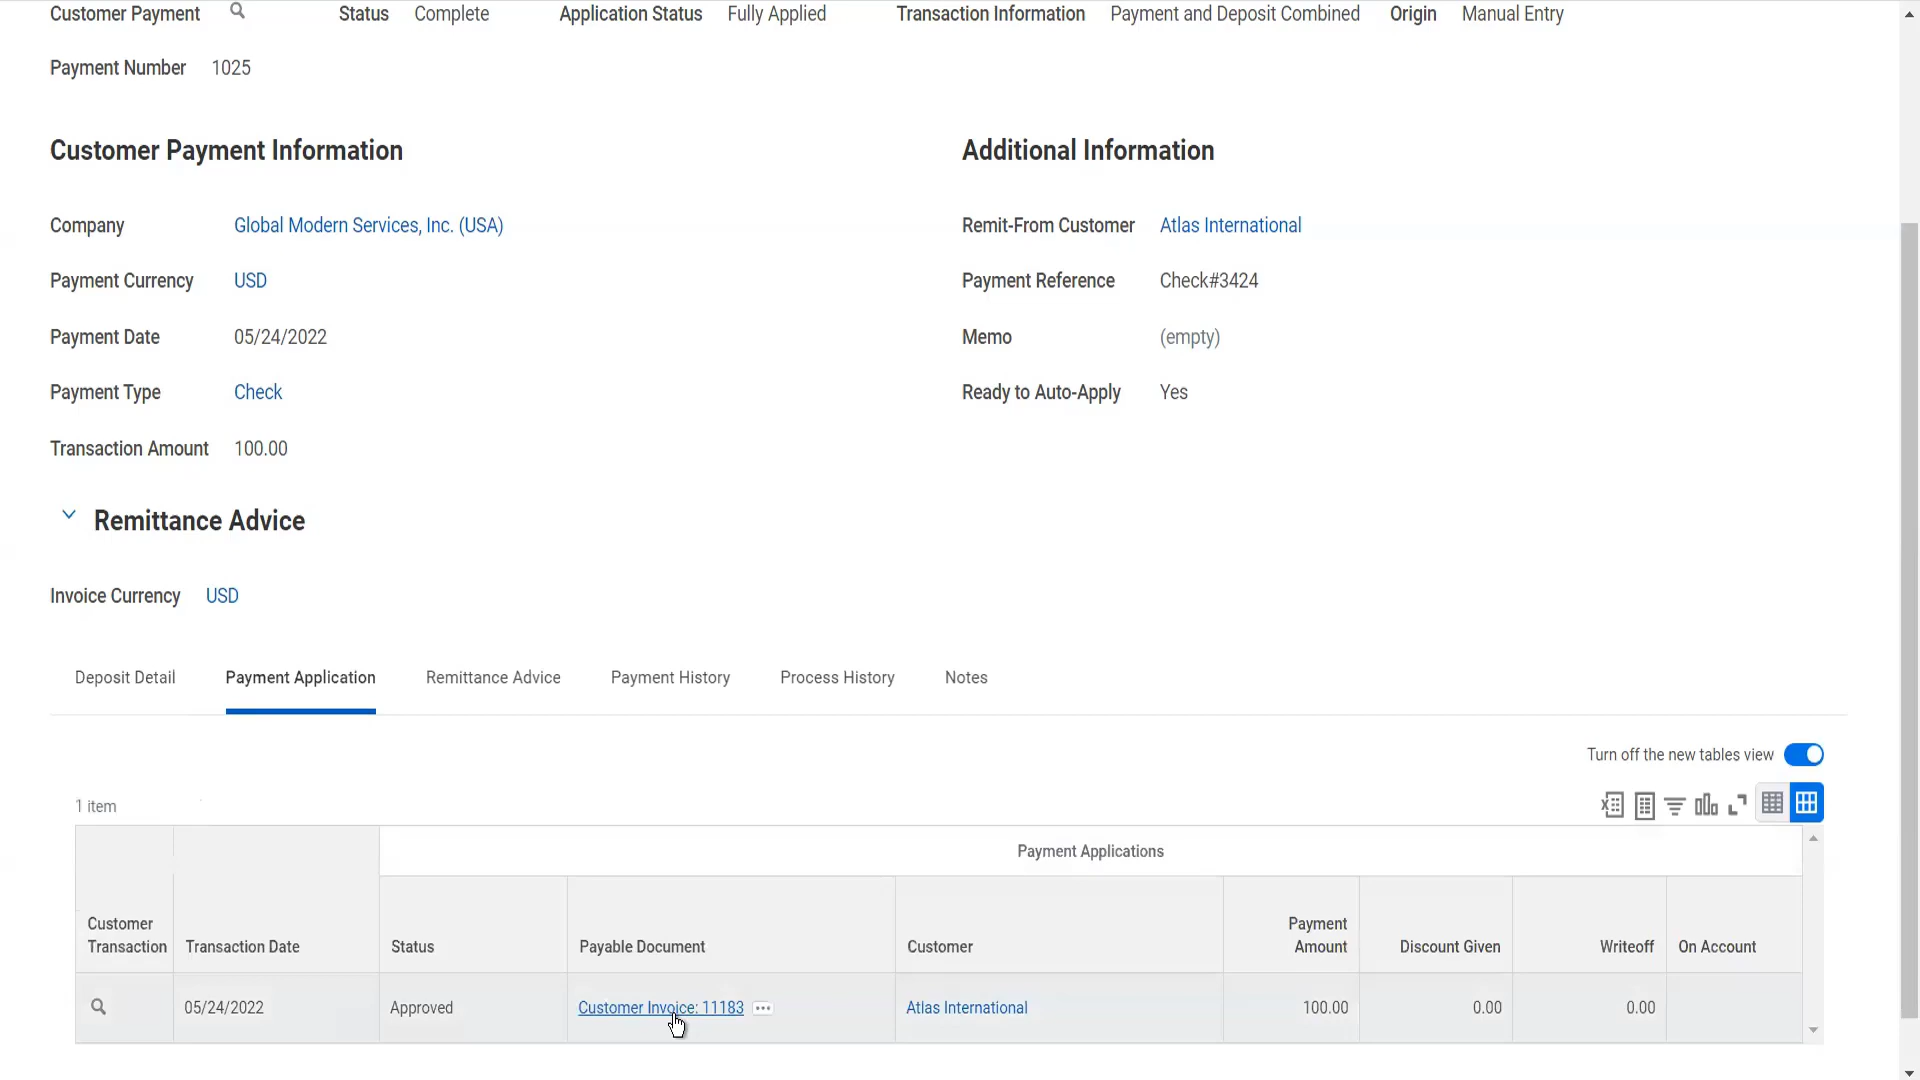 Customer Payment Status Complete Application Status Fully Applied Transaction Information Payment and Deposit Combined Origin Manual Entry
Payment Number 1025
Customer Payment Information
Company Global Modern Services, Inc. (USA)
Payment Currency USD
Payment Date 05/24/2022
Payment Type Check
Transaction Amount 100.00
Additional Information
Remit-From Customer Atlas International
Payment Reference Check#3424
Memo (empty)
Ready to Auto-Apply Yes
Remittance Advice
Invoice Currency USD
Deposit Detail Payment Application Remittance Advice Payment History Process History Notes
Turn off the new tables view
1 item
Payment Applications
Customer Transaction Transaction Date Status Payable Document Customer Payment Amount Discount Given Writeoff On Account
05/24/2022 Approved Customer Invoice: 11183 Atlas International 100.00 0.00 0.00